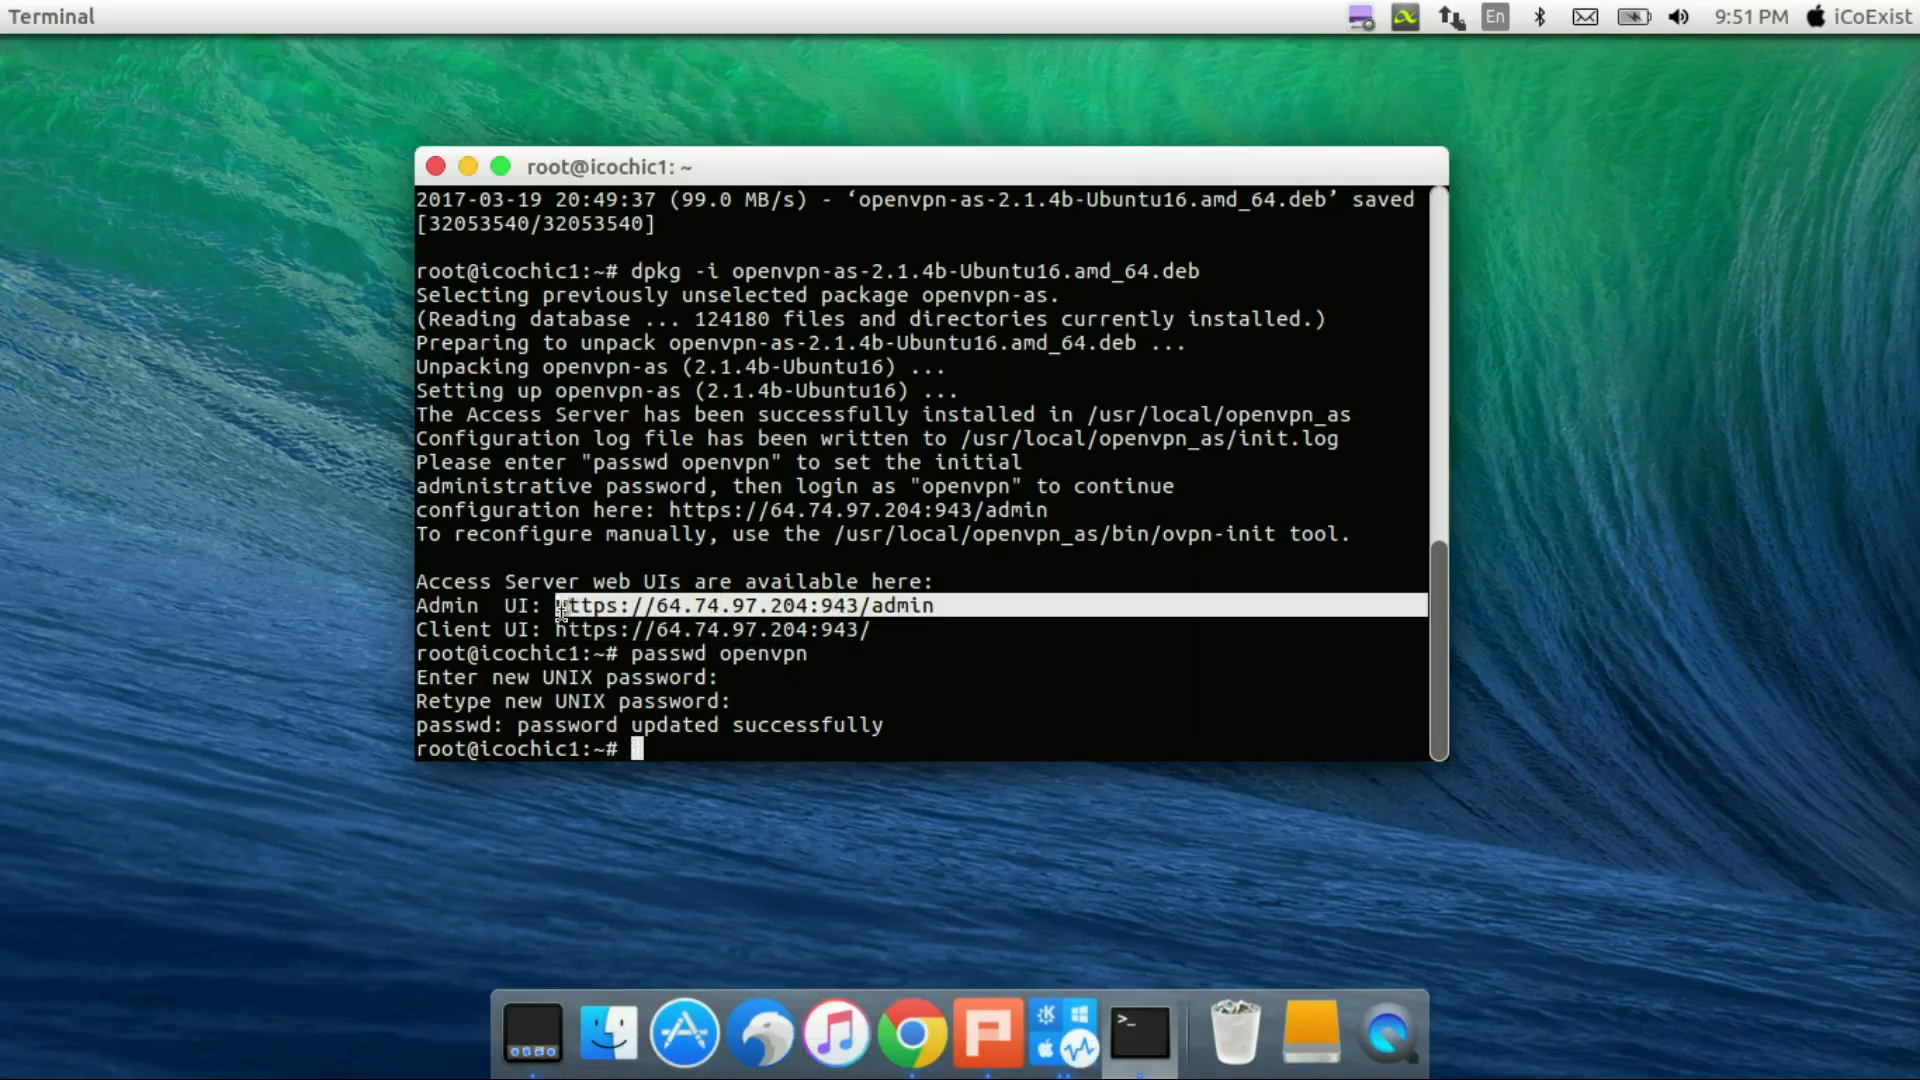 Terminal
En
9:51 PM
iCoExist
root@icochic1: ~
2017-03-19 20:49:37 (99.0 MB/s) - ‘openvpn-as-2.1.4b-Ubuntu16.amd_64.deb’ saved
[32053540/32053540]
root@icochic1:~# dpkg -i openvpn-as-2.1.4b-Ubuntu16.amd_64.deb
Selecting previously unselected package openvpn-as.
(Reading database ... 124180 files and directories currently installed.)
Preparing to unpack openvpn-as-2.1.4b-Ubuntu16.amd_64.deb ...
Unpacking openvpn-as (2.1.4b-Ubuntu16) ...
Setting up openvpn-as (2.1.4b-Ubuntu16) ...
The Access Server has been successfully installed in /usr/local/openvpn_as
Configuration log file has been written to /usr/local/openvpn_as/init.log
Please enter "passwd openvpn" to set the initial
administrative password, then login as "openvpn" to continue
configuration here: https://64.74.97.204:943/admin
To reconfigure manually, use the /usr/local/openvpn_as/bin/ovpn-init tool.
Access Server web UIs are available here:
Admin  UI: https://64.74.97.204:943/admin
Client UI: https://64.74.97.204:943/
root@icochic1:~# passwd openvpn
Enter new UNIX password:
Retype new UNIX password:
passwd: password updated successfully
root@icochic1:~#